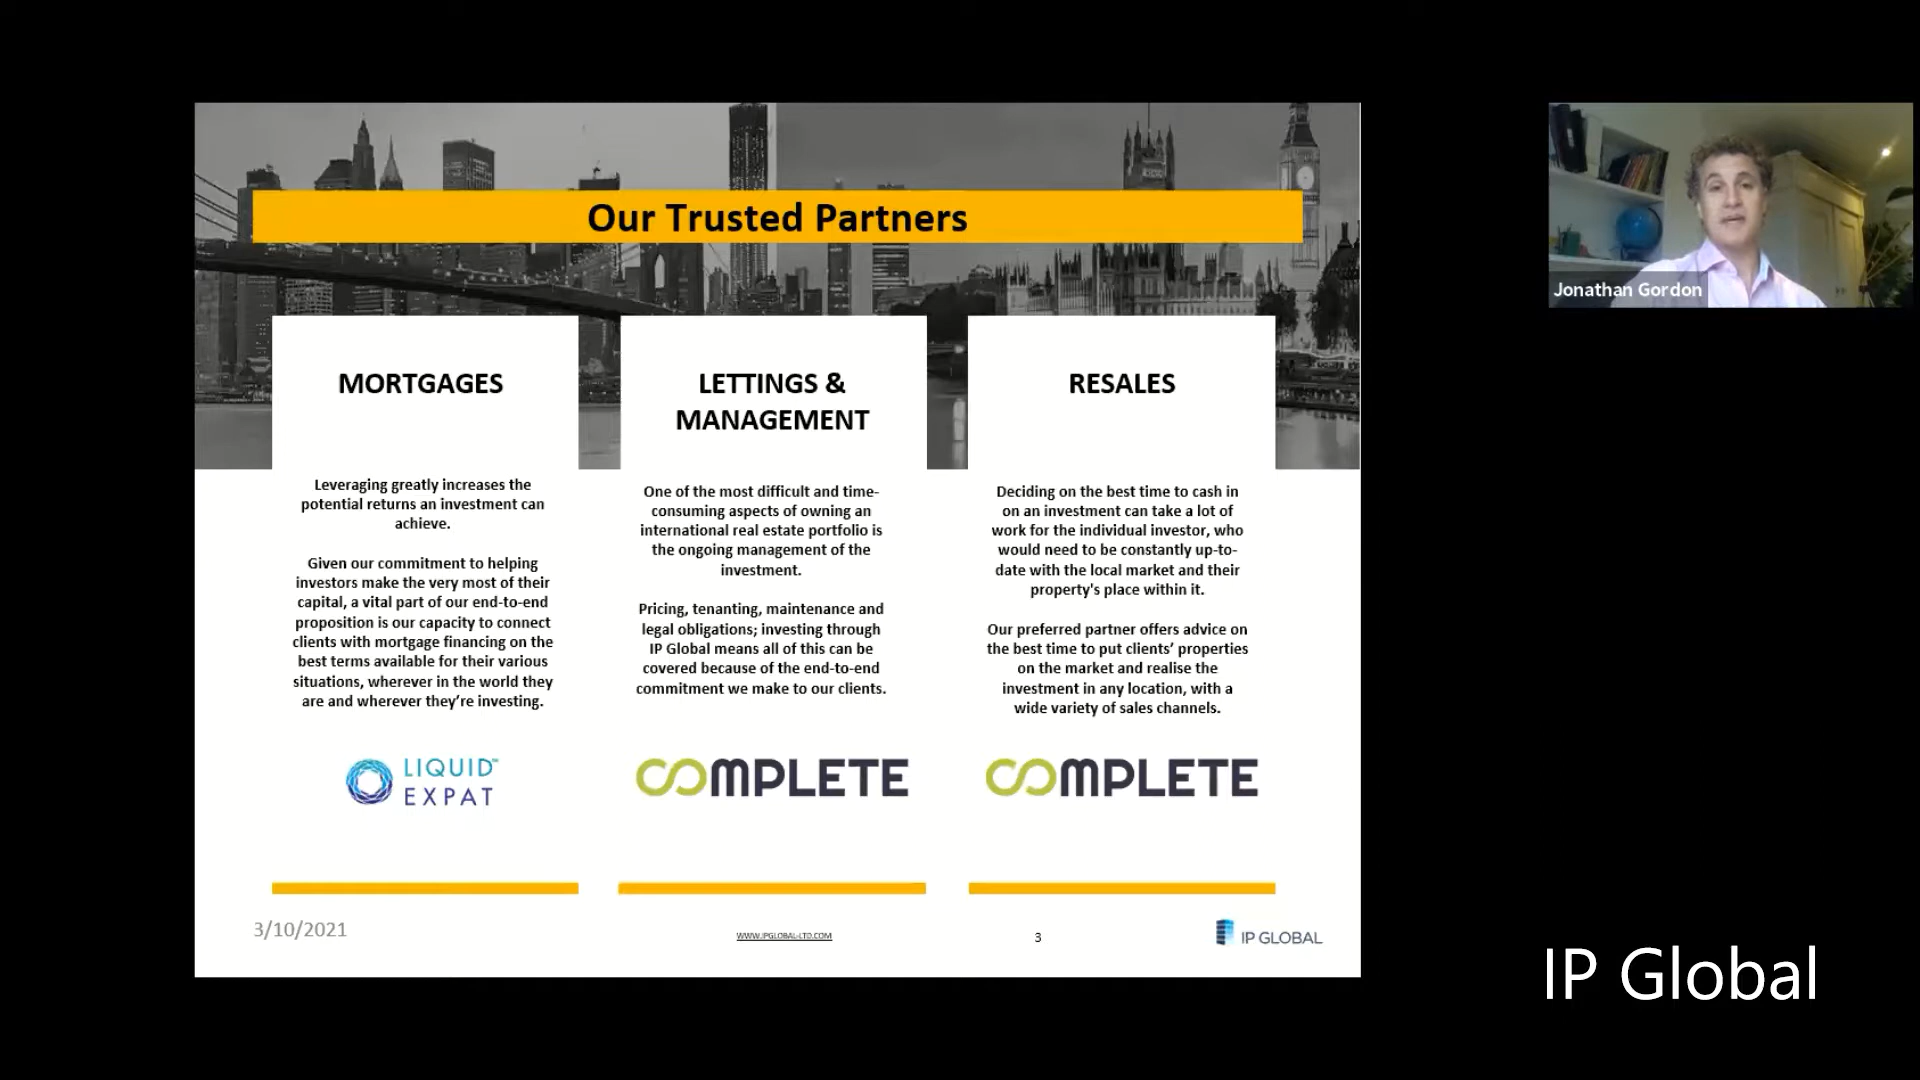 Our Trusted Partners
MORTGAGES
Leveraging greatly increases the
potential returns an investment can
achieve.
Given our commitment to helping
investors make the very most of their
capital, a vital part of our end-to-end
proposition is our capacity to connect
clients with mortgage financing on the
best terms available for their various
situations, wherever in the world they
are and wherever they’re investing.
LIQUID™
EXPAT
LETTINGS &
MANAGEMENT
One of the most difficult and time-
consuming aspects of owning an
international real estate portfolio is
the ongoing management of the
investment.
Pricing, tenanting, maintenance and
legal obligations; investing through
IP Global means all of this can be
covered because of the end-to-end
commitment we make to our clients.
COMPLETE
RESALES
Deciding on the best time to cash in
on an investment can take a lot of
work for the individual investor, who
would need to be constantly up-to-
date with the local market and their
property's place within it.
Our preferred partner offers advice on
the best time to put clients’ properties
on the market and realise the
investment in any location, with a
wide variety of sales channels.
COMPLETE
3/10/2021
WWW.IPGLOBAL-LTD.COM
3
IP GLOBAL
Jonathan Gordon
IP Global